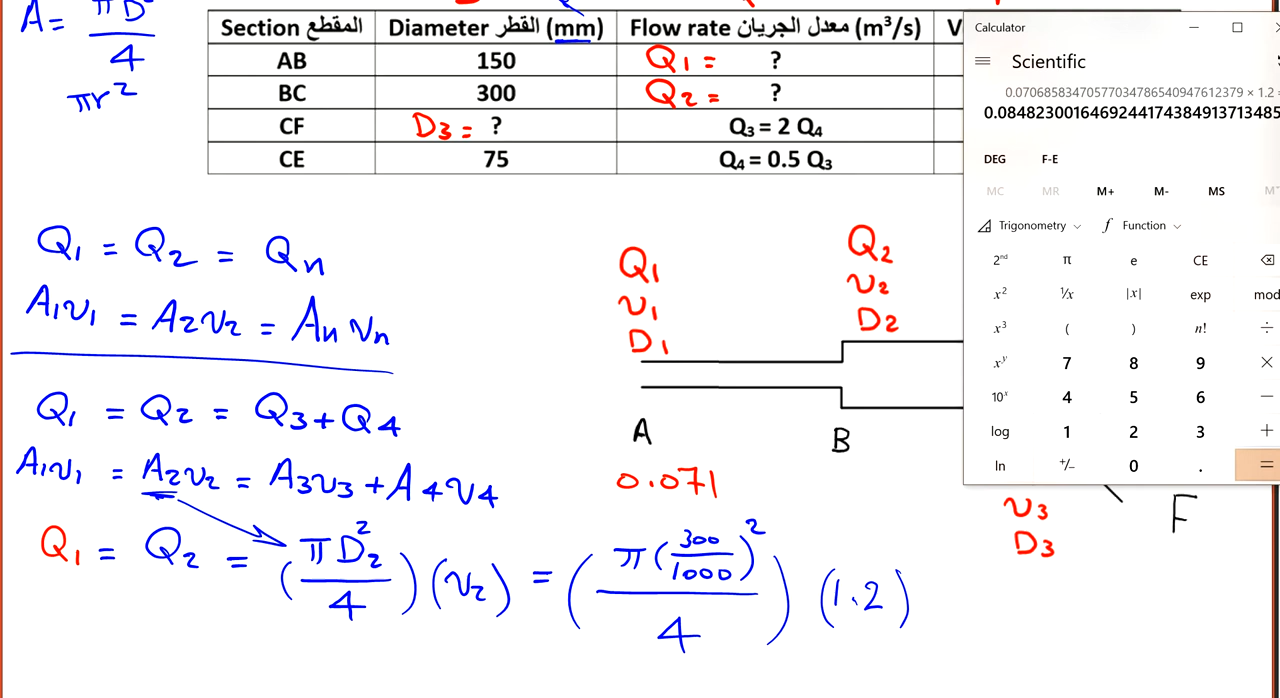 A = πD
4
πr²
Section المقطع Diameter القطر (mm) Flow rate معدل الجريان (m³/s) V
AB 150 Q₁ = ?
BC 300 Q₂ = ?
CF D₃ = ? Q₃ = 2 Q₄
CE 75 Q₄ = 0.5 Q₃
Calculator
Scientific
0.07068583470577034786540947612379 × 1.2 =
0.0848230016469244174384913713485
DEG F-E
MC MR M+ M- MS M
Trigonometry f Function
2ⁿᵈ π e CE
x² ¹/x |x| exp mod
x³ ( ) n! ÷
xʸ 7 8 9 ×
10ˣ 4 5 6 −
log 1 2 3 +
ln +/− 0 . =
Q₁ = Q₂ = Qn
A₁v₁ = A₂v₂ = Anvn
Q₁ = Q₂ = Q₃+Q₄
A₁v₁ = A₂v₂ = A₃v₃ + A₄v₄
Q₁ = Q₂ = (πD₂²/4)(v₂) = (π(300/1000)²/4)(1.2)
Q₁
v₁
D₁
Q₂
v₂
D₂
A
B
0.071
v₃
D₃
F